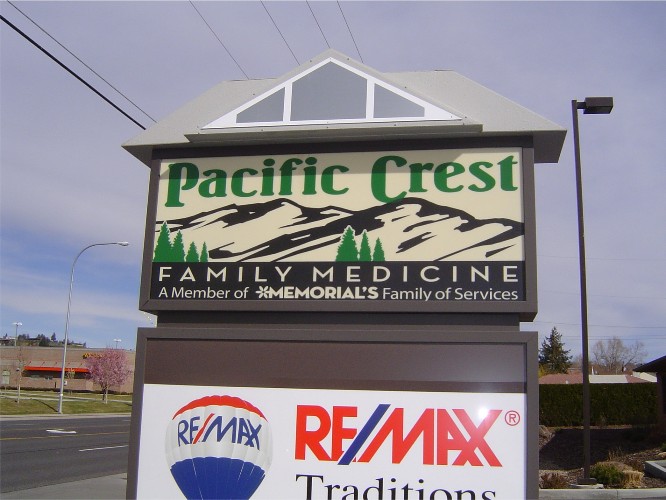 Pacific Crest
FAMILY MEDICINE
A Member of MEMORIAL'S Family of Services
RE/MAX
RE/MAX®
Traditions